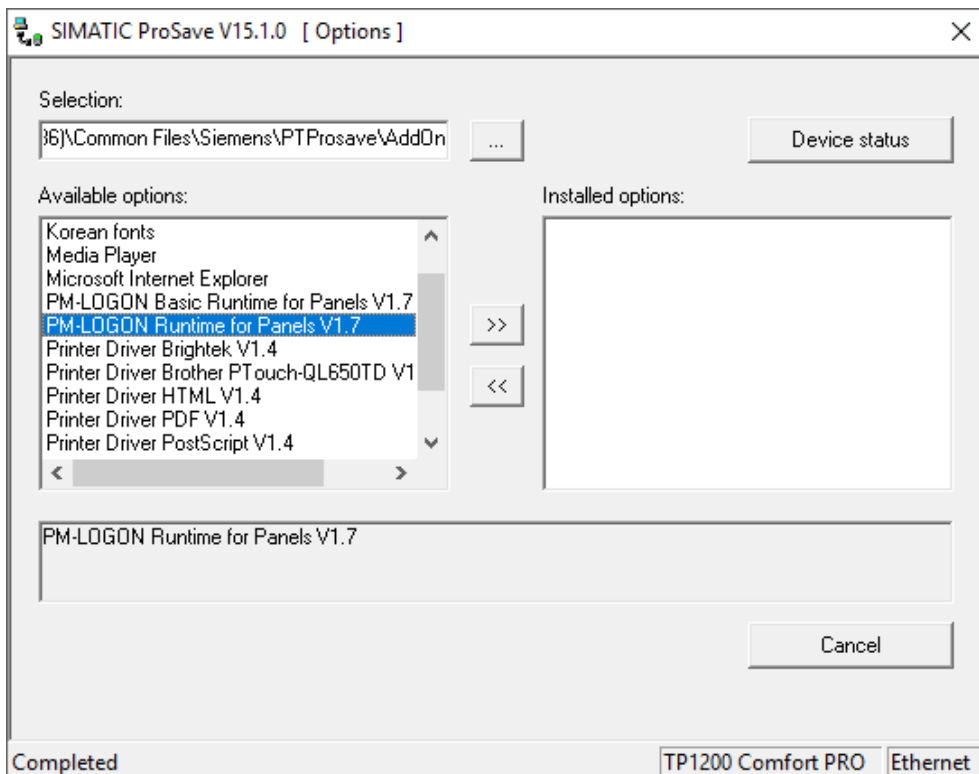 SIMATIC ProSave V15.1.0 [ Options ]
Selection:
36)\Common Files\Siemens\PTProsave\AddOn
...
Device status
Available options:
Installed options:
Korean fonts
Media Player
Microsoft Internet Explorer
PM-LOGON Basic Runtime for Panels V1.7
PM-LOGON Runtime for Panels V1.7
Printer Driver Brightek V1.4
Printer Driver Brother PTouch-QL650TD V1
Printer Driver HTML V1.4
Printer Driver PDF V1.4
Printer Driver PostScript V1.4
>>
<<
PM-LOGON Runtime for Panels V1.7
Cancel
Completed
TP1200 Comfort PRO
Ethernet